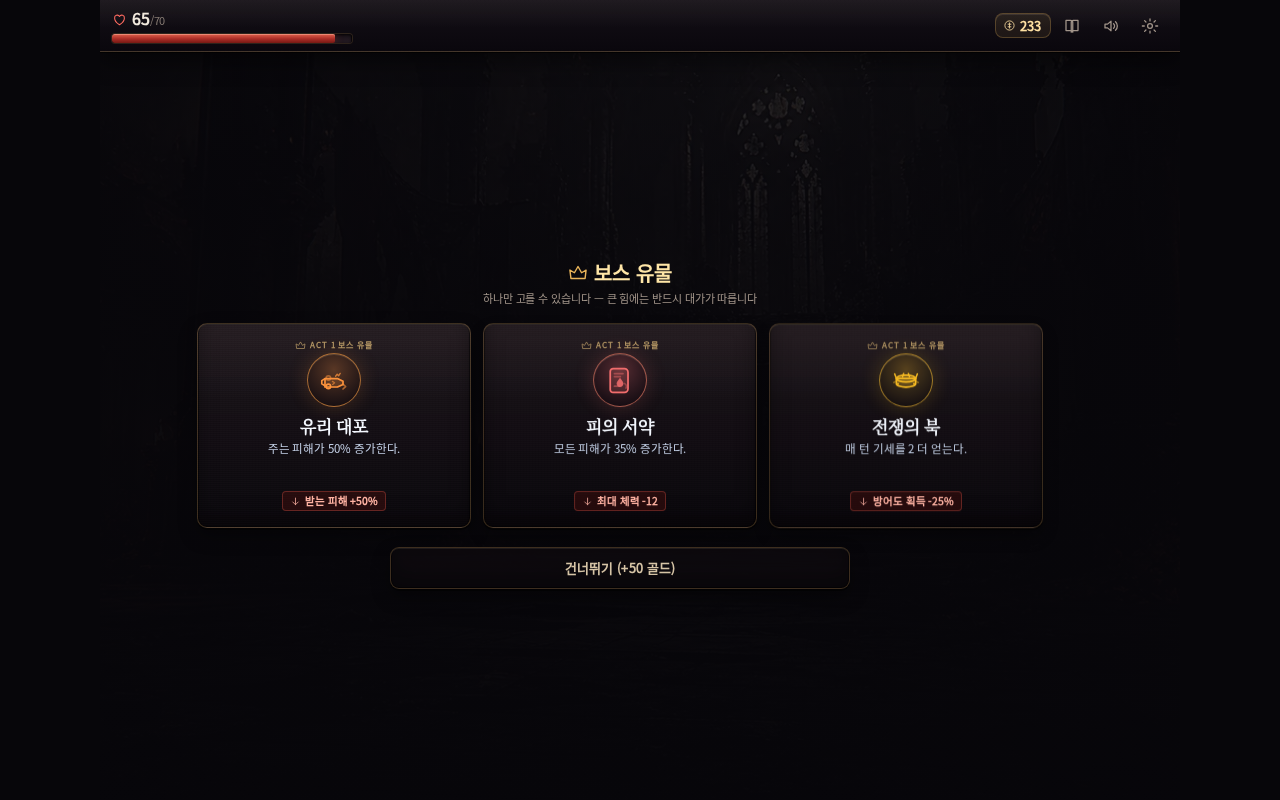 65/70
233
보스 유물
하나만 고를 수 있습니다 — 큰 힘에는 반드시 대가가 따릅니다
ACT 1 보스 유물
유리 대포
주는 피해가 50% 증가한다.
↓ 받는 피해 +50%
ACT 1 보스 유물
피의 서약
모든 피해가 35% 증가한다.
↓ 최대 체력 -12
ACT 1 보스 유물
전쟁의 북
매 턴 기세를 2 더 얻는다.
↓ 방어도 획득 -25%
건너뛰기 (+50 골드)